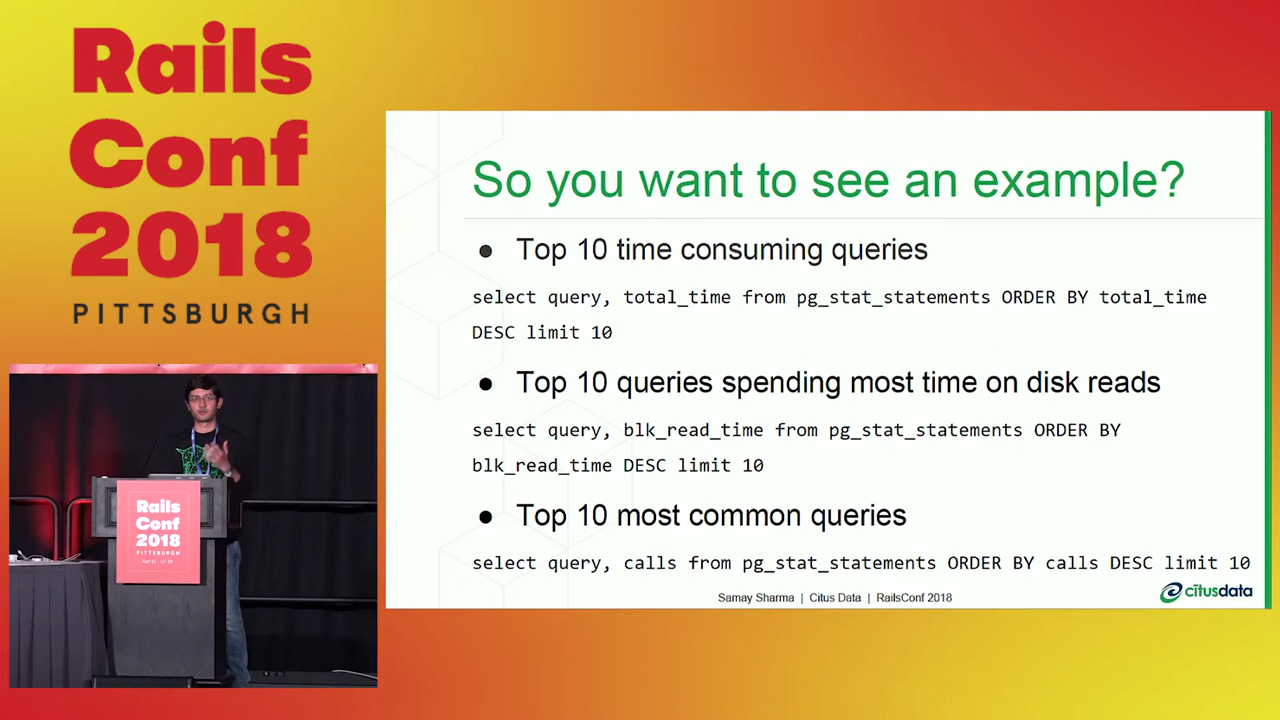 Rails
Conf
2018
PITTSBURGH
So you want to see an example?
● Top 10 time consuming queries
select query, total_time from pg_stat_statements ORDER BY total_time
DESC limit 10
● Top 10 queries spending most time on disk reads
select query, blk_read_time from pg_stat_statements ORDER BY
blk_read_time DESC limit 10
● Top 10 most common queries
select query, calls from pg_stat_statements ORDER BY calls DESC limit 10
Samay Sharma | Citus Data | RailsConf 2018
citusdata
Rails
Conf
2018
PITTSBURGH
April, 17-19